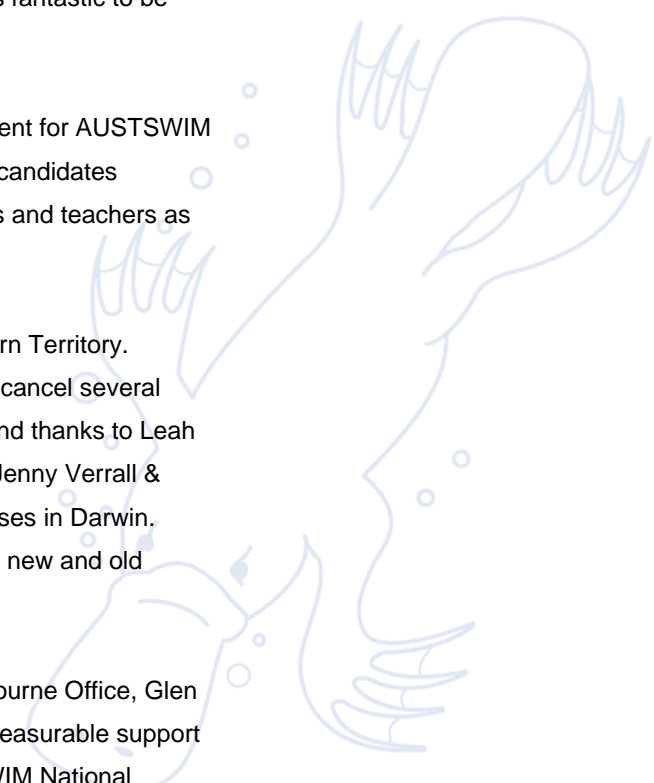 fantastic to be
ent for AUSTSWIM
candidates
and teachers as
rn Territory.
cancel several
nd thanks to Leah
Jenny Verrall &
ses in Darwin.
new and old
ourne Office, Glen
easurable support
WIM National